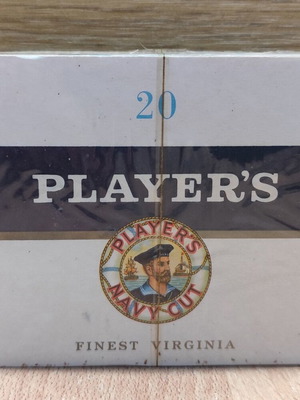 20
PLAYER'S
PLAYER'S
NAVY CUT
FINEST VIRGINIA